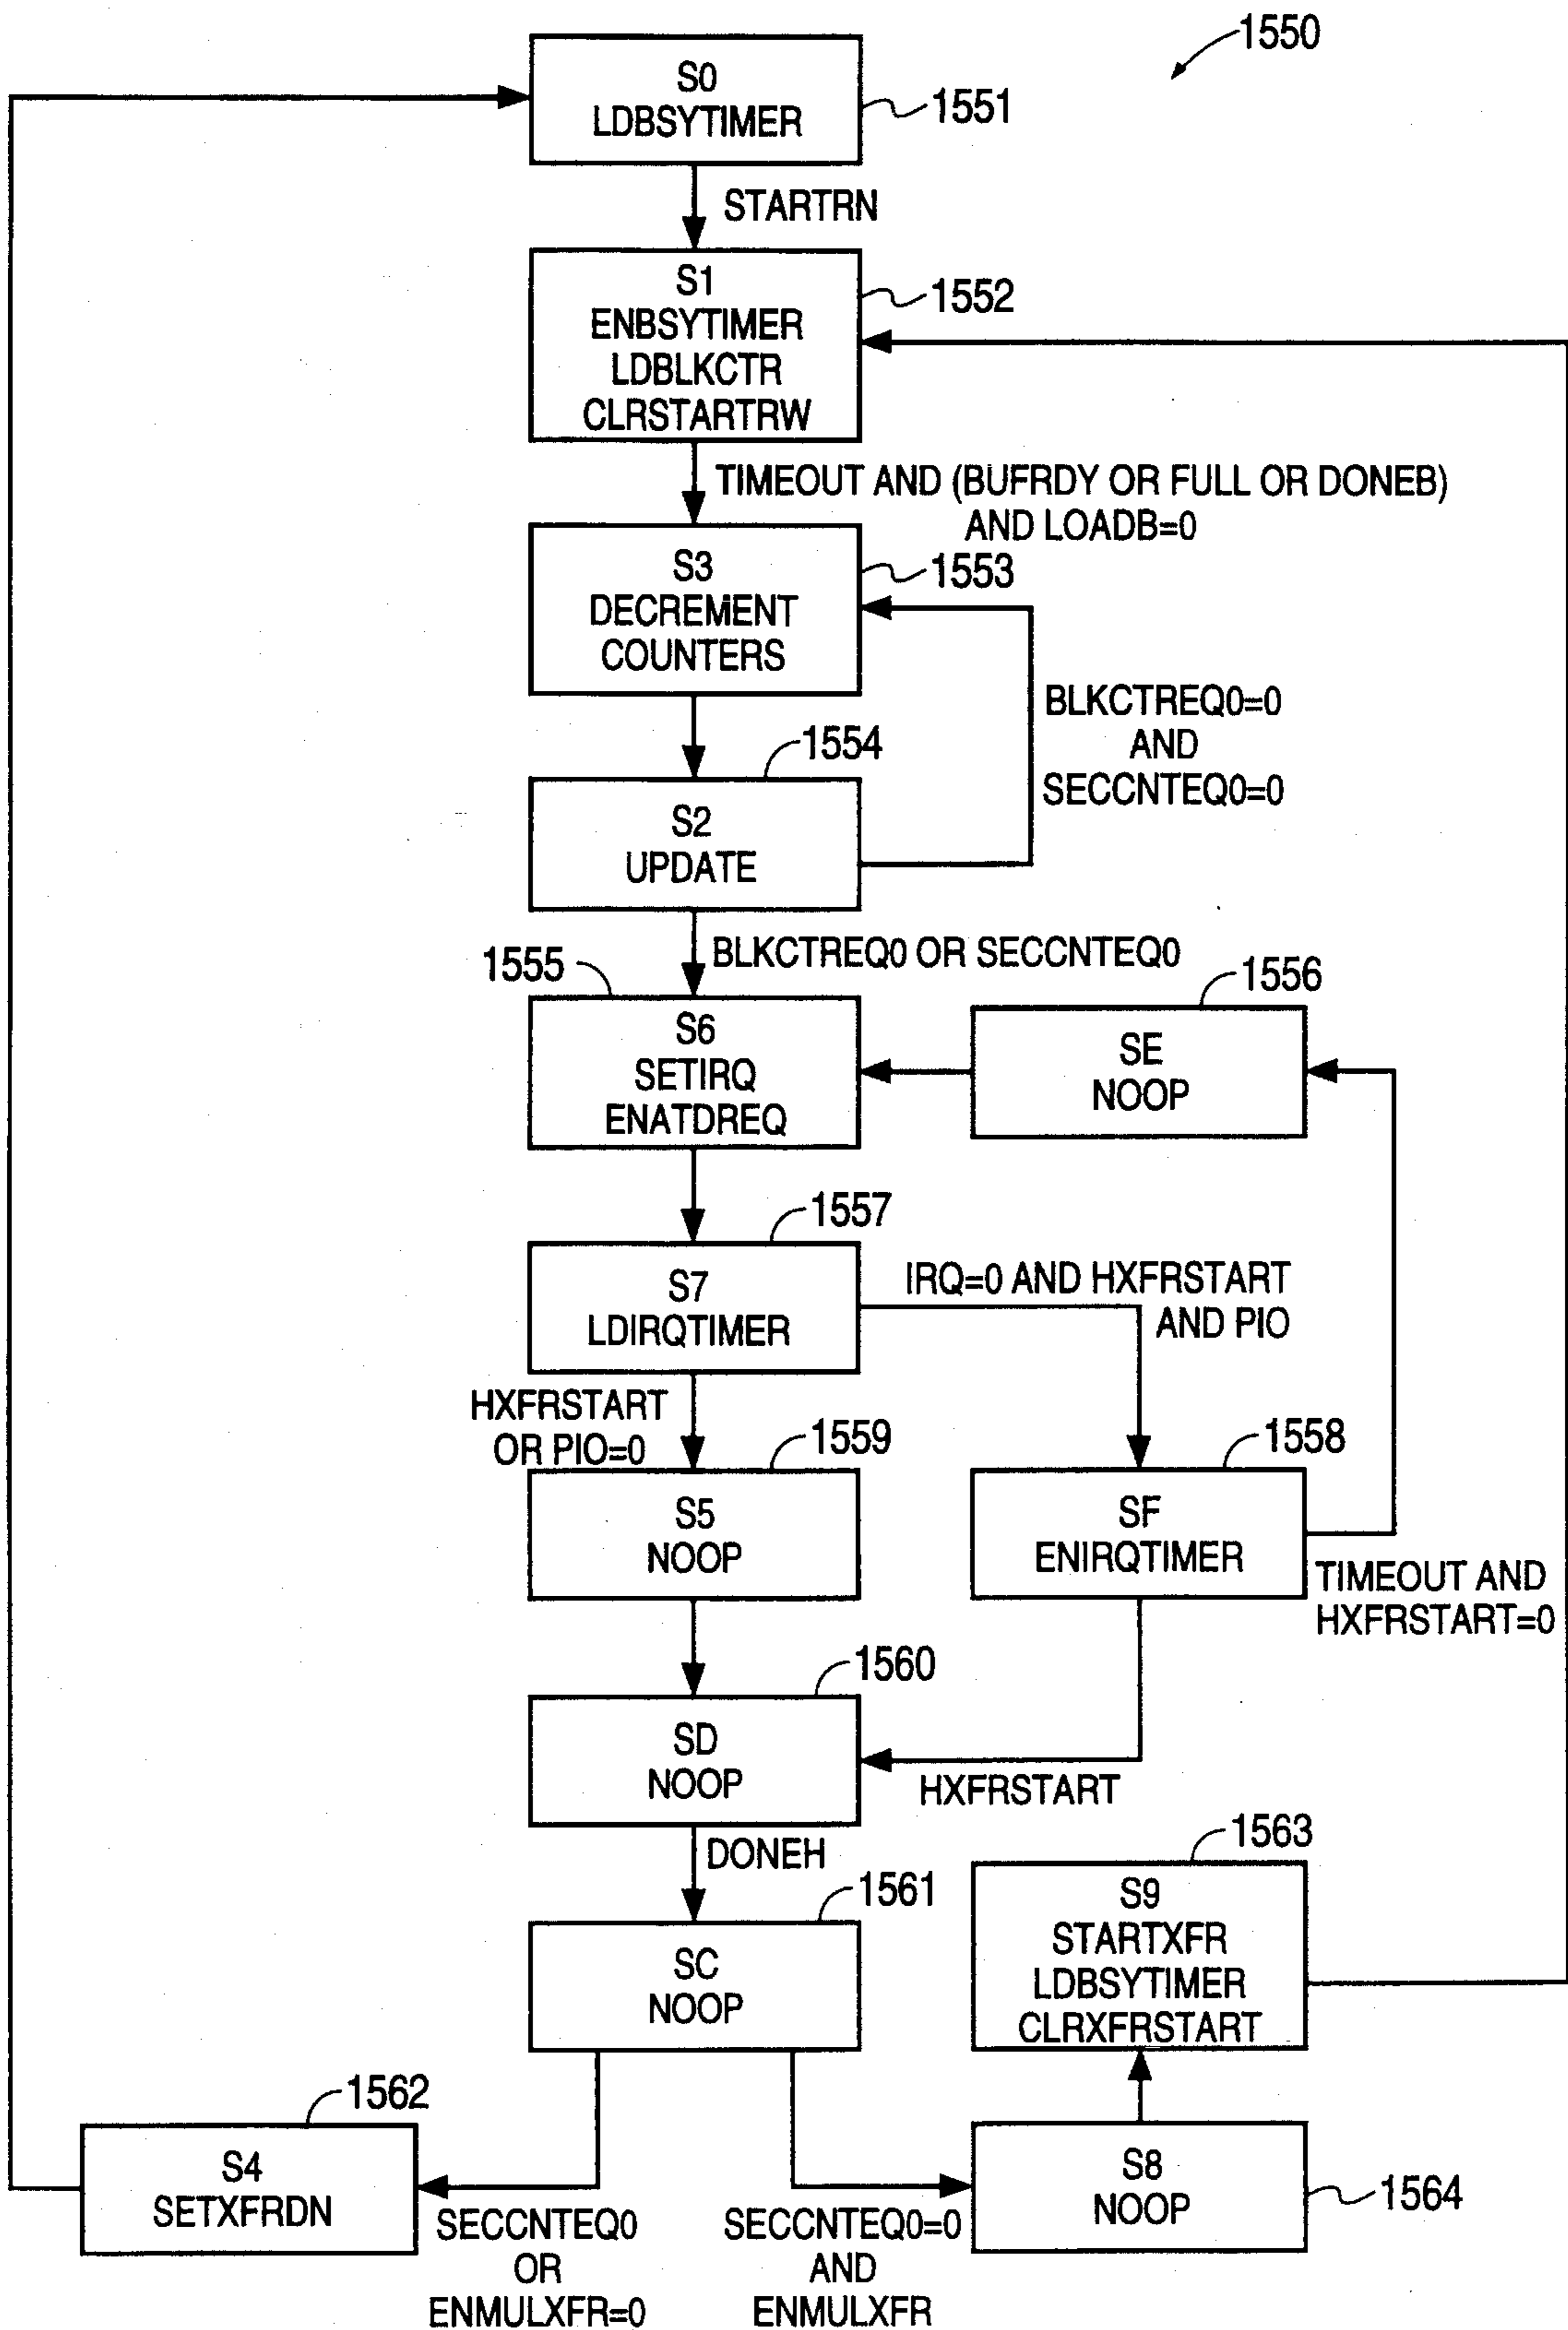 1550
S0
LDBSYTIMER
1551
STARTRN
S1
ENBSYTIMER
LDBLKCTR
CLRSTARTRW
1552
TIMEOUT AND (BUFRDY OR FULL OR DONEB)
AND LOADB=0
S3
DECREMENT
COUNTERS
1553
BLKCTREQ0=0
AND
SECCNTEQ0=0
1554
S2
UPDATE
BLKCTREQ0 OR SECCNTEQ0
1555
S6
SETIRQ
ENATDREQ
1556
SE
NOOP
1557
S7
LDIRQTIMER
IRQ=0 AND HXFRSTART
AND PIO
HXFRSTART
OR PIO=0
1559
S5
NOOP
1558
SF
ENIRQTIMER
TIMEOUT AND
HXFRSTART=0
1560
SD
NOOP
HXFRSTART
DONEH
1561
SC
NOOP
1563
S9
STARTXFR
LDBSYTIMER
CLRXFRSTART
1562
S4
SETXFRDN
SECCNTEQ0
OR
ENMULXFR=0
SECCNTEQ0=0
AND
ENMULXFR
S8
NOOP
1564